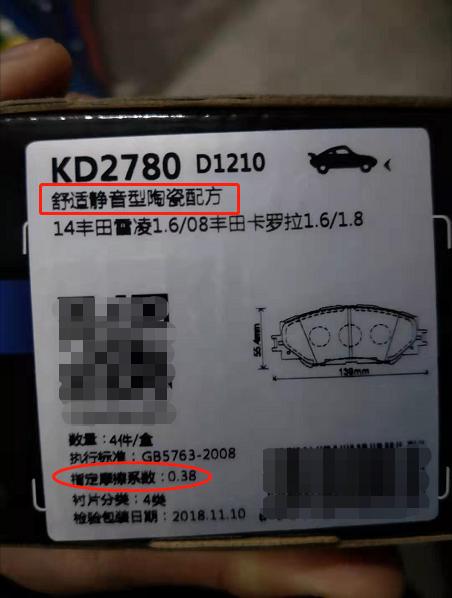 KD2780 D1210
舒适静音型陶瓷配方
14丰田雷凌1.6/08丰田卡罗拉1.6/1.8
55.4mm
139mm
数量：4件/盒
执行标准：GB5763-2008
指定摩擦系数：0.38
衬片分类：4类
检验包装日期：2018.11.10